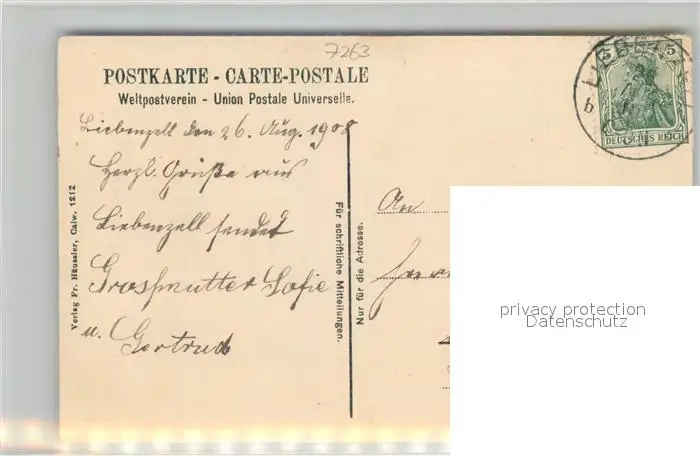 7263
POSTKARTE - CARTE-POSTALE
Weltpostverein - Union Postale Universelle.
Liebenzell den 26. Aug. 1908
Herzl. Grüße aus
Liebenzell sendet
Grossmutter Sofie
u. Gertrud
Verlag Fr. Häussler, Calw. 1212
Für schriftliche Mitteilungen.
Nur für die Adresse.
An
b
5 5
DEUTSCHES REICH
privacy protection
Datenschutz